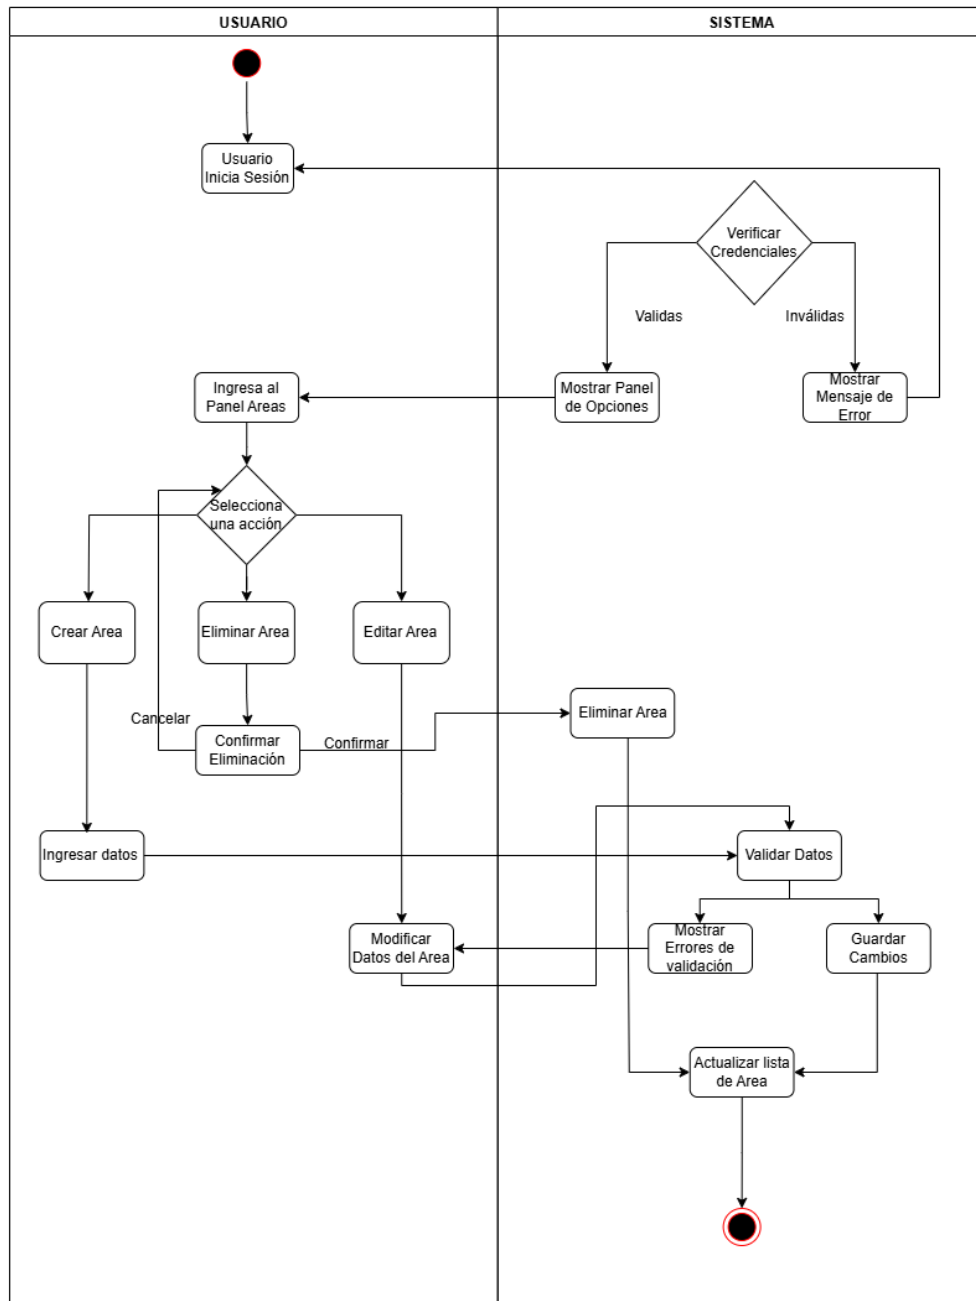 USUARIO
SISTEMA
Usuario
Inicia Sesión
Verificar
Credenciales
Validas
Inválidas
Ingresa al
Panel Areas
Mostrar Panel
de Opciones
Mostrar
Mensaje de
Error
Selecciona
una acción
Crear Area
Eliminar Area
Editar Area
Cancelar
Confirmar
Eliminación
Confirmar
Eliminar Area
Ingresar datos
Validar Datos
Modificar
Datos del Area
Mostrar
Errores de
validación
Guardar
Cambios
Actualizar lista
de Area